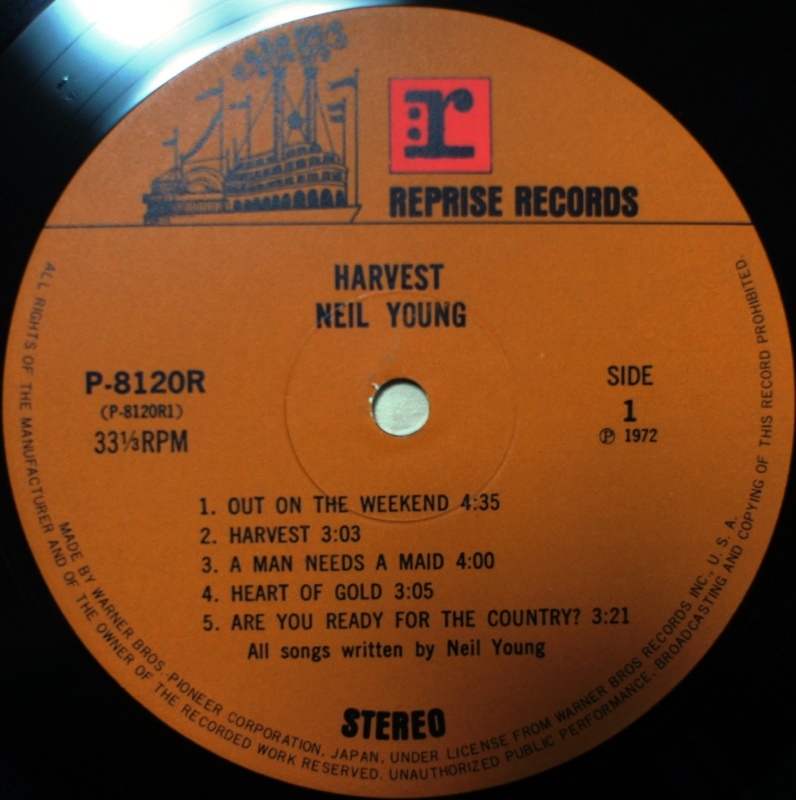 r
REPRISE RECORDS
HARVEST
NEIL YOUNG
P-8120R
(P-8120R1)
33⅓RPM
SIDE
1
Ⓟ 1972
1. OUT ON THE WEEKEND 4:35
2. HARVEST 3:03
3. A MAN NEEDS A MAID 4:00
4. HEART OF GOLD 3:05
5. ARE YOU READY FOR THE COUNTRY? 3:21
All songs written by Neil Young
STEREO
MADE BY WARNER BROS. PIONEER CORPORATION, JAPAN, UNDER LICENSE FROM WARNER BROS RECORDS INC., U. S. A.
ALL RIGHTS OF THE MANUFACTURER AND OF THE OWNER OF THE RECORDED WORK RESERVED. UNAUTHORIZED PUBLIC PERFORMANCE, BROADCASTING AND COPYING OF THIS RECORD PROHIBITED.